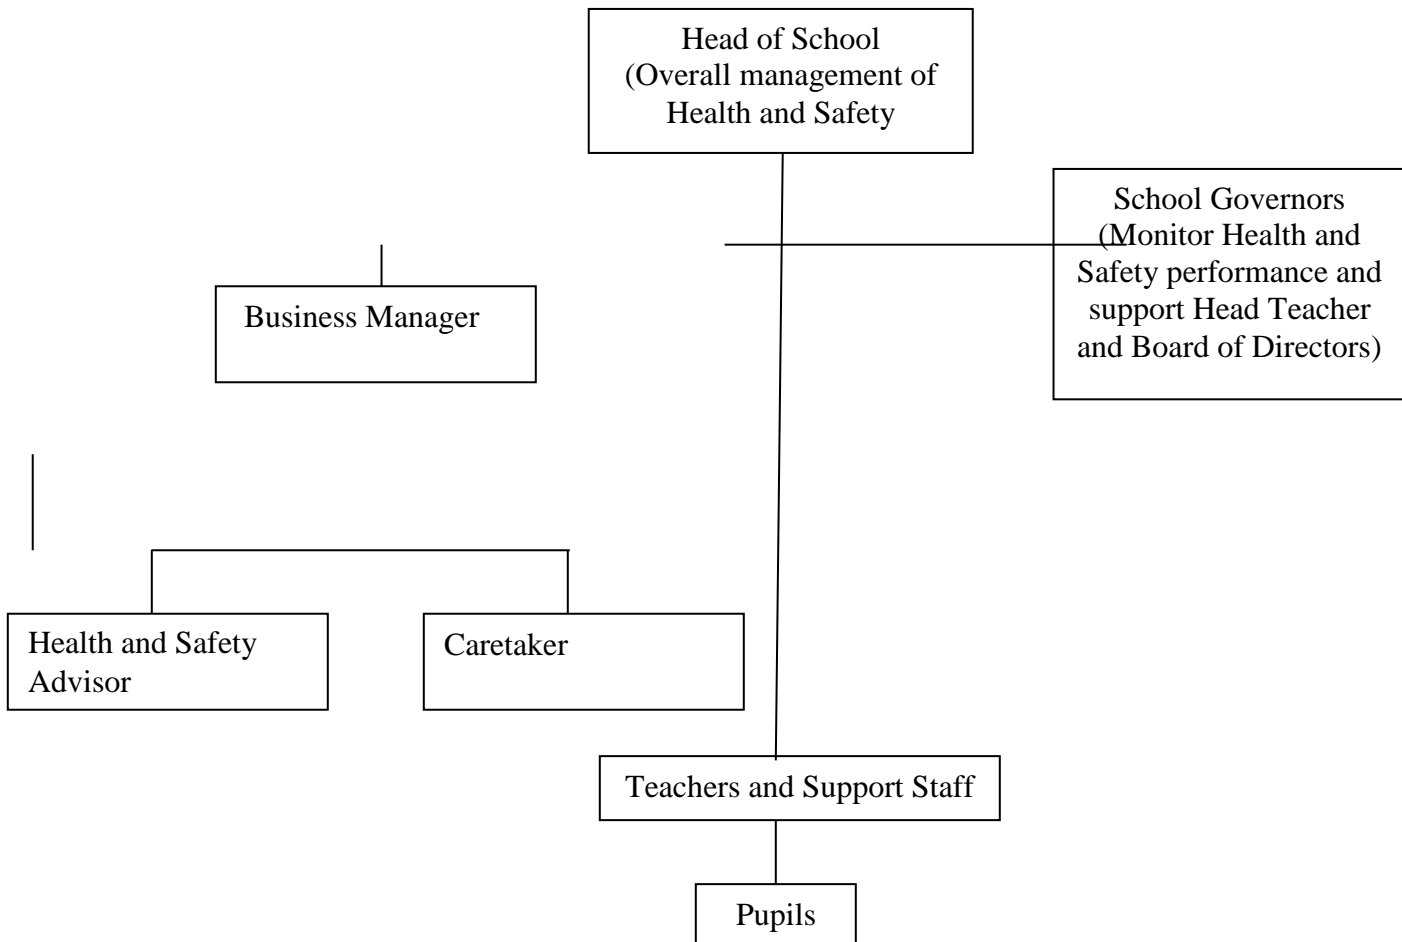 Head of School
(Overall management of
Health and Safety
School Governors
(Monitor Health and
Safety performance and
support Head Teacher
and Board of Directors)
Business Manager
Health and Safety
Advisor
Caretaker
Teachers and Support Staff
Pupils